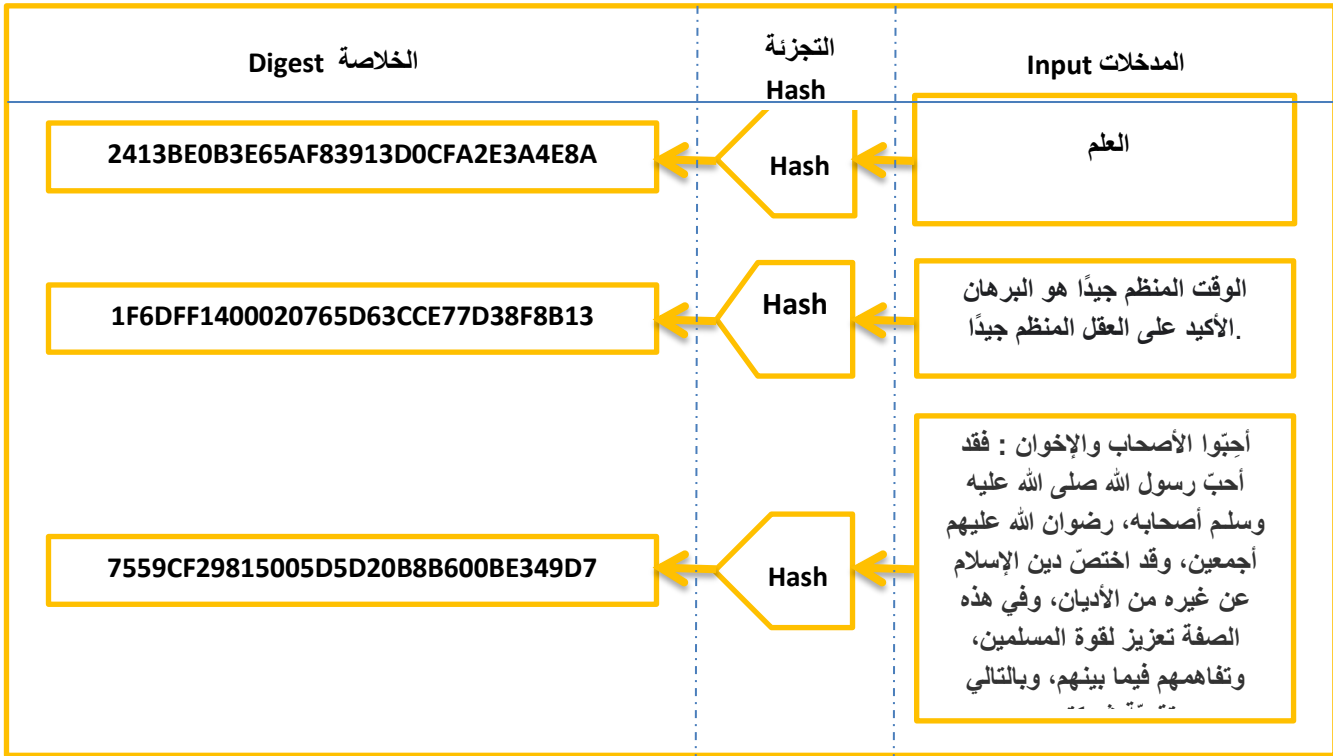 المدخلات Input
التجزئة
Hash
الخلاصة Digest
العلم
Hash
2413BE0B3E65AF83913D0CFA2E3A4E8A
الوقت المنظم جيدًا هو البرهان
الأكيد على العقل المنظم جيدًا.
Hash
1F6DFF1400020765D63CCE77D38F8B13
أحِبّوا الأصحاب والإخوان : فقد
أحبّ رسول الله صلى الله عليه
وسلم أصحابه، رضوان الله عليهم
أجمعين، وقد اختصّ دين الإسلام
عن غيره من الأديان، وفي هذه
الصفة تعزيز لقوة المسلمين،
وتفاهمهم فيما بينهم، وبالتالي
Hash
7559CF29815005D5D20B8B600BE349D7